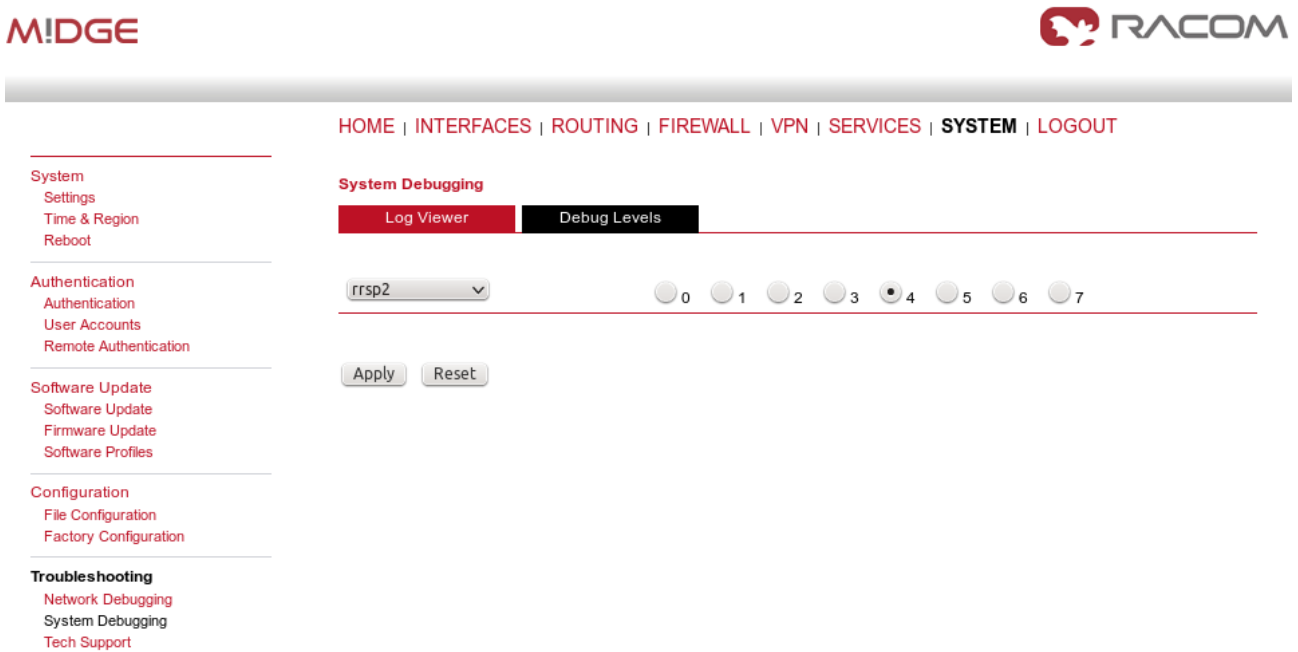 M!DGE
RACOM
HOME | INTERFACES | ROUTING | FIREWALL | VPN | SERVICES | SYSTEM | LOGOUT
System
Settings
Time & Region
Reboot
Authentication
Authentication
User Accounts
Remote Authentication
Software Update
Software Update
Firmware Update
Software Profiles
Configuration
File Configuration
Factory Configuration
Troubleshooting
Network Debugging
System Debugging
Tech Support
System Debugging
Log Viewer Debug Levels
rrsp2 0 1 2 3 4 5 6 7
Apply Reset